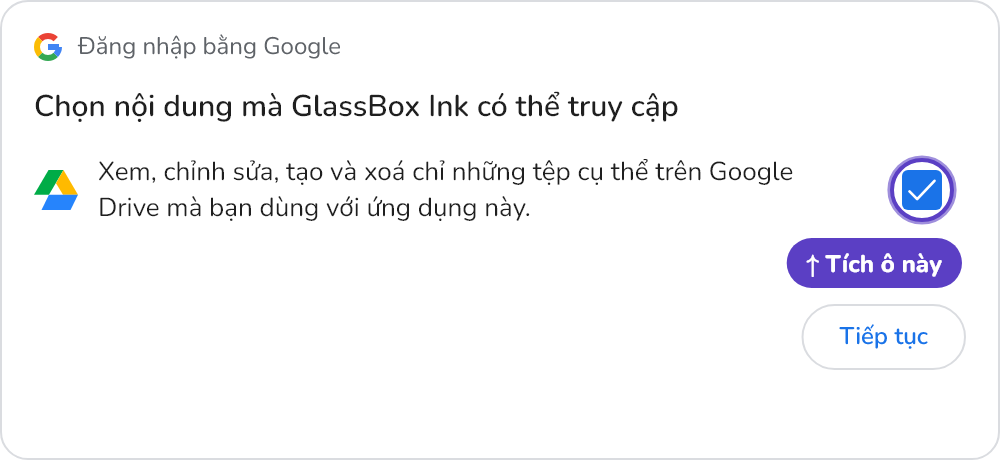 Đăng nhập bằng Google
Chọn nội dung mà GlassBox Ink có thể truy cập
Xem, chỉnh sửa, tạo và xoá chỉ những tệp cụ thể trên Google
Drive mà bạn dùng với ứng dụng này.
↑ Tích ô này
Tiếp tục